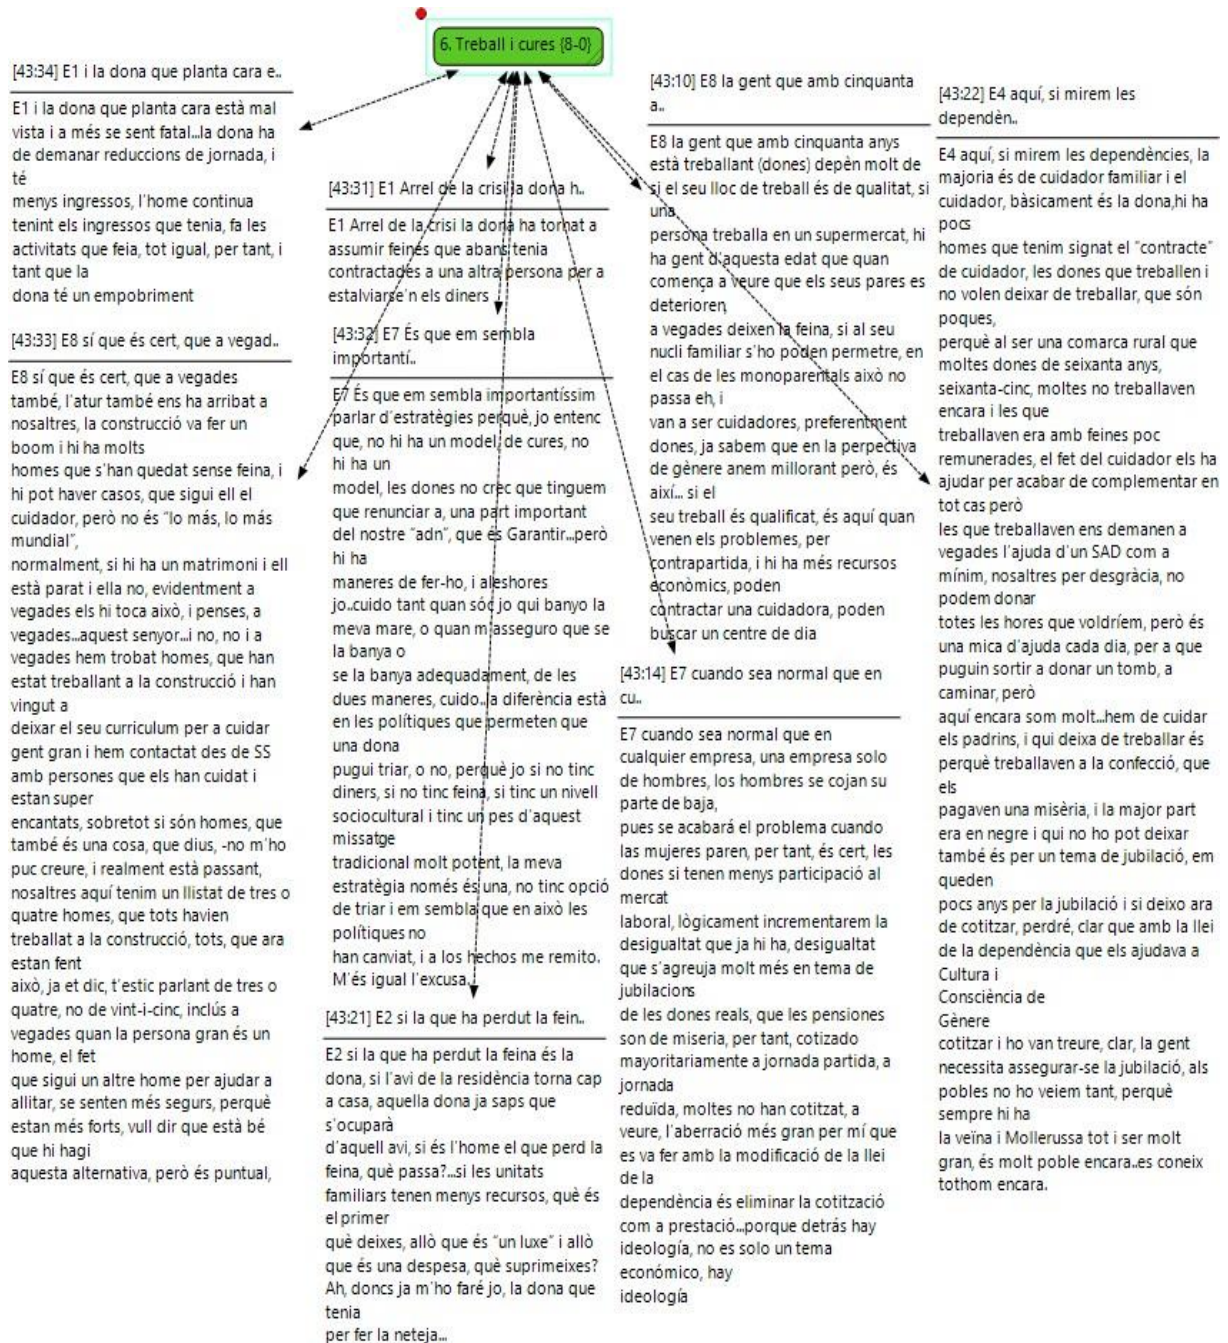 6. Treball i cures {8-0}
[43:34] E1 i la dona que planta cara e..
E1 i la dona que planta cara està mal
vista i a més se sent fatal...la dona ha
de demanar reduccions de jornada, i
té
menys ingressos, l'home continua
tenint els ingressos que tenia, fa les
activitats que feia, tot igual, per tant, i
tant que la
dona té un empobriment
[43:33] E8 sí que és cert, que a vegad..
E8 sí que és cert, que a vegades
també, l'atur també ens ha arribat a
nosaltres, la construcció va fer un
boom i hi ha molts
homes que s'han quedat sense feina, i
hi pot haver casos, que sigui ell el
cuidador, però no és "lo más, lo más
mundial",
normalment, si hi ha un matrimoni i ell
està parat i ella no, evidentment a
vegades els hi toca això, i penses, a
vegades...aquest senyor...i no, no i a
vegades hem trobat homes, que han
estat treballant a la construcció i han
vingut a
deixar el seu curriculum per a cuidar
gent gran i hem contactat des de SS
amb persones que els han cuidat i
estan super
encantats, sobretot si són homes, que
també és una cosa, que dius, -no m'ho
puc creure, i realment està passant,
nosaltres aquí tenim un llistat de tres o
quatre homes, que tots havien
treballat a la construcció, tots, que ara
estan fent
això, ja et dic, t'estic parlant de tres o
quatre, no de vint-i-cinc, inclús a
vegades quan la persona gran és un
home, el fet
que sigui un altre home per ajudar a
allitar, se senten més segurs, perquè
estan més forts, vull dir que està bé
que hi hagi
aquesta alternativa, però és puntual,
[43:31] E1 Arrel de la crisi la dona h..
E1 Arrel de la crisi la dona ha tornat a
assumir feines que abans tenia
contractades a una altra persona per a
estalviarse'n els diners
[43:32] E7 És que em sembla
importantí..
E7 És que em sembla importantíssim
parlar d'estratègies perquè, jo entenc
que, no hi ha un model, de cures, no
hi ha un
model, les dones no crec que tinguem
que renunciar a, una part important
del nostre "adn", que és Garantir...però
hi ha
maneres de fer-ho, i aleshores
jo..cuido tant quan sóc jo qui banyo la
meva mare, o quan m'asseguro que se
la banya o
se la banya adequadament, de les
dues maneres, cuido..la diferència està
en les polítiques que permeten que
una dona
pugui triar, o no, perquè jo si no tinc
diners, si no tinc feina, si tinc un nivell
sociocultural i tinc un pes d'aquest
missatge
tradicional molt potent, la meva
estratègia només és una, no tinc opció
de triar i em sembla que en això les
polítiques no
han canviat, i a los hechos me remito.
M'és igual l'excusa.
[43:21] E2 si la que ha perdut la fein..
E2 si la que ha perdut la feina és la
dona, si l'avi de la residència torna cap
a casa, aquella dona ja saps que
s'ocuparà
d'aquell avi, si és l'home el que perd la
feina, què passa?...si les unitats
familiars tenen menys recursos, què és
el primer
què deixes, allò que és "un luxe" i allò
que és una despesa, què suprimeixes?
Ah, doncs ja m'ho faré jo, la dona que
tenia
per fer la neteja...
[43:10] E8 la gent que amb cinquanta
a..
E8 la gent que amb cinquanta anys
està treballant (dones) depèn molt de
si el seu lloc de treball és de qualitat, si
una
persona treballa en un supermercat, hi
ha gent d'aquesta edat que quan
comença a veure que els seus pares es
deterioren,
a vegades deixen la feina, si al seu
nucli familiar s'ho poden permetre, en
el cas de les monoparentals això no
passa eh, i
van a ser cuidadores, preferentment
dones, ja sabem que en la perpectiva
de gènere anem millorant però, és
així... si el
seu treball és qualificat, és aquí quan
venen els problemes, per
contrapartida, i hi ha més recursos
econòmics, poden
contractar una cuidadora, poden
buscar un centre de dia
[43:14] E7 cuando sea normal que en
cu..
E7 cuando sea normal que en
cualquier empresa, una empresa solo
de hombres, los hombres se cojan su
parte de baja,
pues se acabará el problema cuando
las mujeres paren, per tant, és cert, les
dones si tenen menys participació al
mercat
laboral, lògicament incrementarem la
desigualtat que ja hi ha, desigualtat
que s'agreuja molt més en tema de
jubilacions
de les dones reals, que les pensiones
son de miseria, per tant, cotizado
mayoritariamente a jornada partida, a
jornada
reduïda, moltes no han cotitzat, a
veure, l'aberració més gran per mí que
es va fer amb la modificació de la llei
de la
dependència és eliminar la cotització
com a prestació...porque detrás hay
ideología, no es solo un tema
económico, hay
ideología
[43:22] E4 aquí, si mirem les
dependèn..
E4 aquí, si mirem les dependències, la
majoria és de cuidador familiar i el
cuidador, bàsicament és la dona,hi ha
pocs
homes que tenim signat el "contracte"
de cuidador, les dones que treballen i
no volen deixar de treballar, que són
poques,
perquè al ser una comarca rural que
moltes dones de seixanta anys,
seixanta-cinc, moltes no treballaven
encara i les que
treballaven era amb feines poc
remunerades, el fet del cuidador els ha
ajudar per acabar de complementar en
tot cas però
les que treballaven ens demanen a
vegades l'ajuda d'un SAD com a
mínim, nosaltres per desgràcia, no
podem donar
totes les hores que voldríem, però és
una mica d'ajuda cada dia, per a que
puguin sortir a donar un tomb, a
caminar, però
aquí encara som molt...hem de cuidar
els padrins, i qui deixa de treballar és
perquè treballaven a la confecció, que
els
pagaven una misèria, i la major part
era en negre i qui no ho pot deixar
també és per un tema de jubilació, em
queden
pocs anys per la jubilació i si deixo ara
de cotitzar, perdré, clar que amb la llei
de la dependència que els ajudava a
Cultura i
Consciència de
Gènere
cotitzar i ho van treure, clar, la gent
necessita assegurar-se la jubilació, als
pobles no ho veiem tant, perquè
sempre hi ha
la veïna i Mollerussa tot i ser molt
gran, és molt poble encara..es coneix
tothom encara.